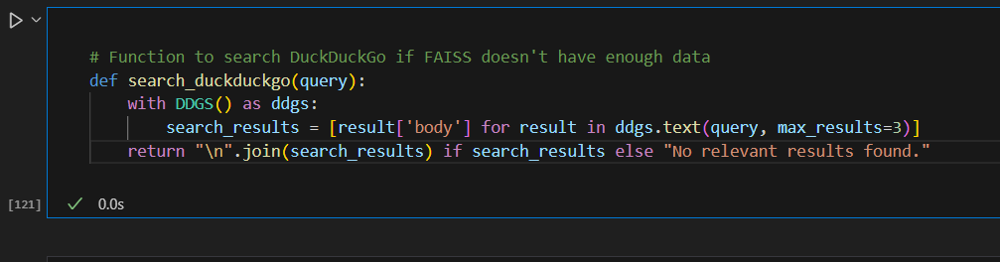 # Function to search DuckDuckGo if FAISS doesn't have enough data
def search_duckduckgo(query):
    with DDGS() as ddgs:
        search_results = [result['body'] for result in ddgs.text(query, max_results=3)]
    return "\n".join(search_results) if search_results else "No relevant results found."
[121] ✓ 0.0s